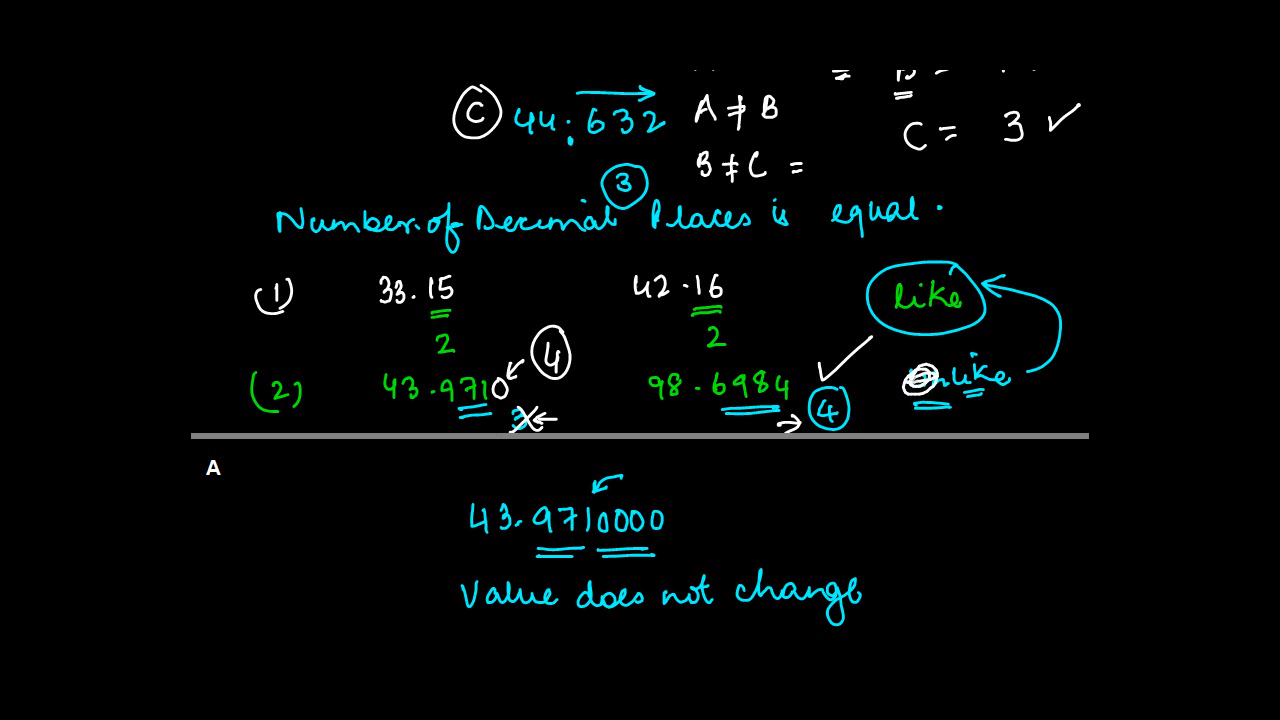 Ⓒ 44.632 A ≠ B C = 3 ✓
B ≠ C =
③
Number of Decimal Places is equal.
(1) 33.15 42.16 like
2 2
④
(2) 43.9710 98.6984 like
3 ④
A
43.9710000
Value does not change